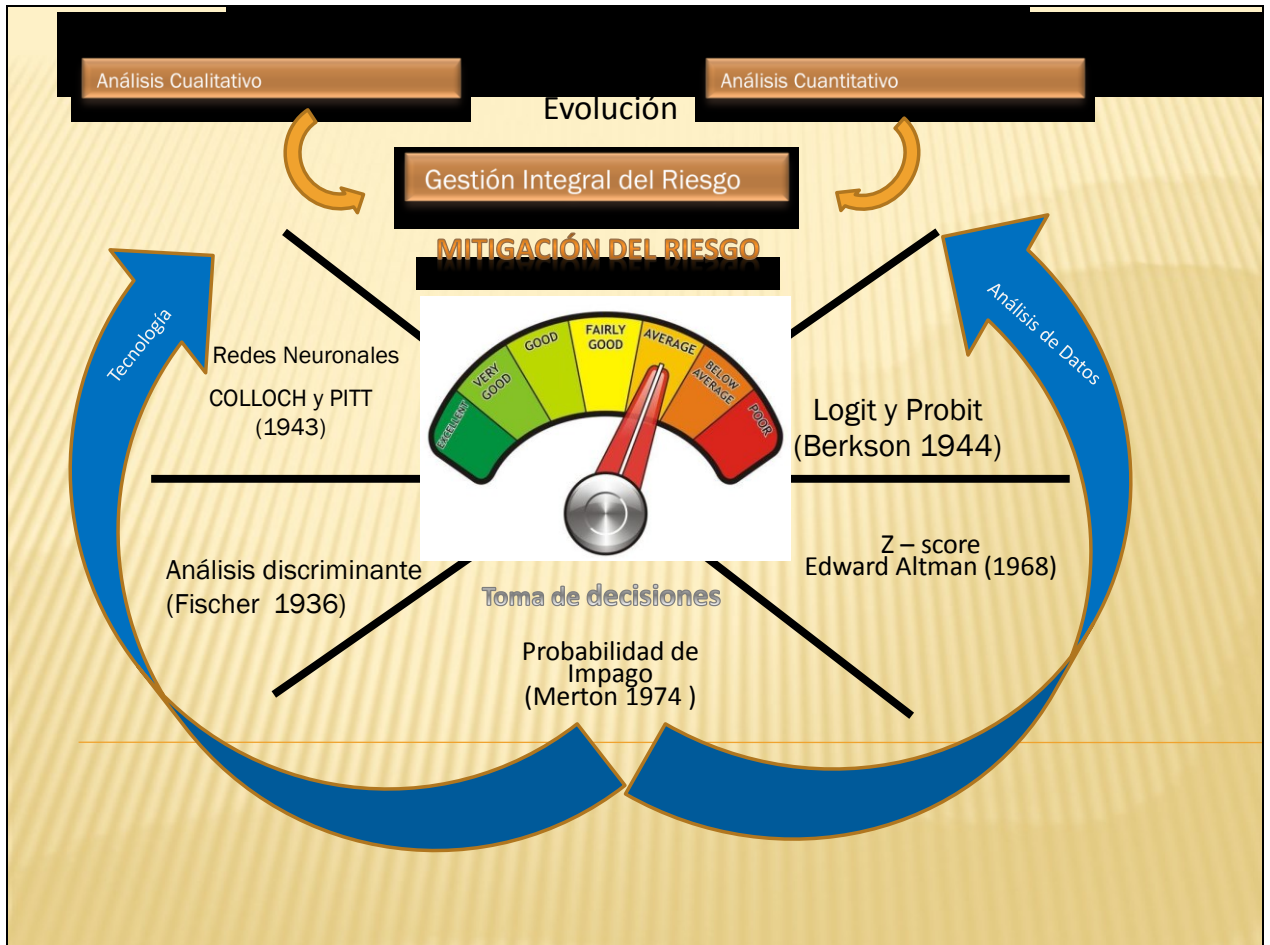 Análisis Cualitativo
Análisis Cuantitativo
Evolución
Gestión Integral del Riesgo
MITIGACIÓN DEL RIESGO
Tecnología
Análisis de Datos
EXCELLENT
VERY
GOOD
GOOD
FAIRLY
GOOD
AVERAGE
BELOW
AVERAGE
POOR
Redes Neuronales
COLLOCH y PITT
(1943)
Logit y Probit
(Berkson 1944)
Análisis discriminante
(Fischer 1936)
Z – score
Edward Altman (1968)
Toma de decisiones
Probabilidad de
Impago
(Merton 1974 )